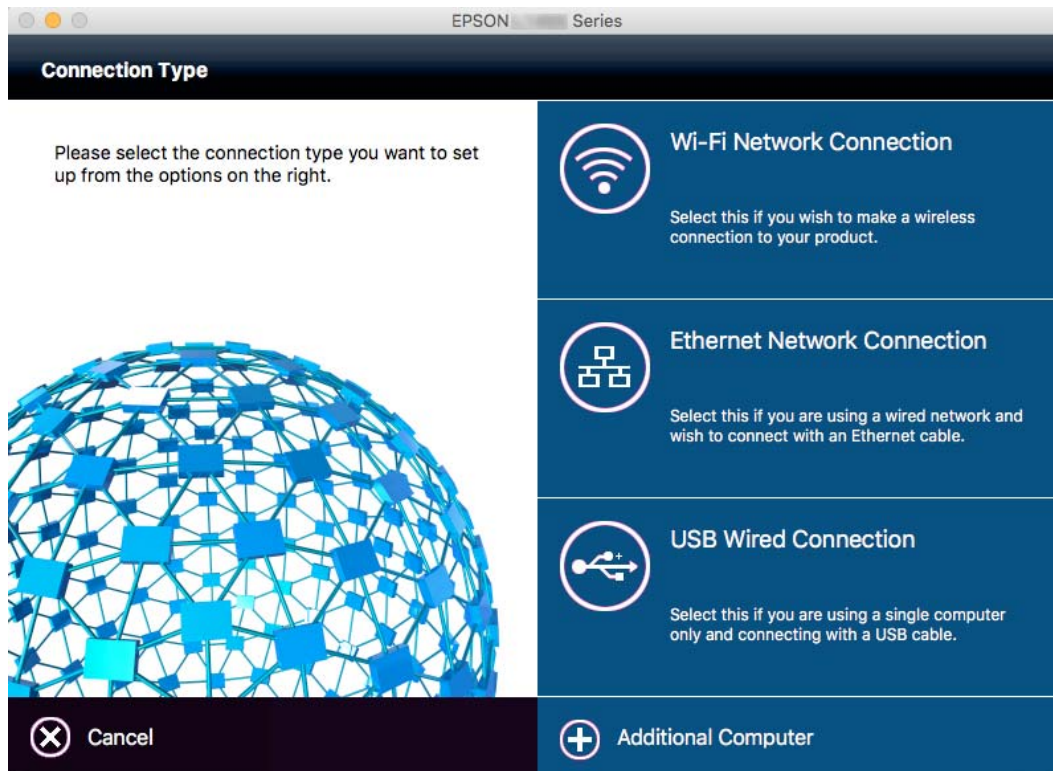 EPSON Series
Connection Type
Please select the connection type you want to set
up from the options on the right.
Wi-Fi Network Connection
Select this if you wish to make a wireless
connection to your product.
Ethernet Network Connection
Select this if you are using a wired network and
wish to connect with an Ethernet cable.
USB Wired Connection
Select this if you are using a single computer
only and connecting with a USB cable.
Cancel
Additional Computer